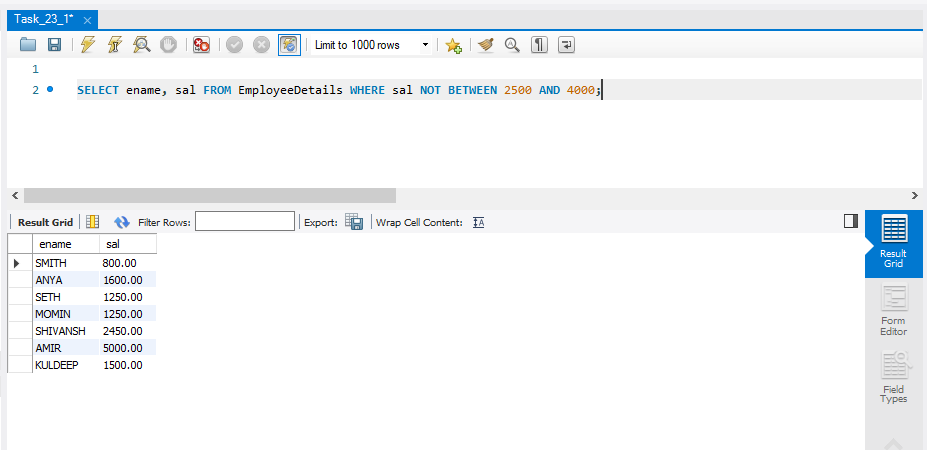 Task_23_1*
Limit to 1000 rows
1
2 SELECT ename, sal FROM EmployeeDetails WHERE sal NOT BETWEEN 2500 AND 4000;
Result Grid Filter Rows: Export: Wrap Cell Content:
ename sal
SMITH 800.00
ANYA 1600.00
SETH 1250.00
MOMIN 1250.00
SHIVANSH 2450.00
AMIR 5000.00
KULDEEP 1500.00
Result
Grid
Form
Editor
Field
Types